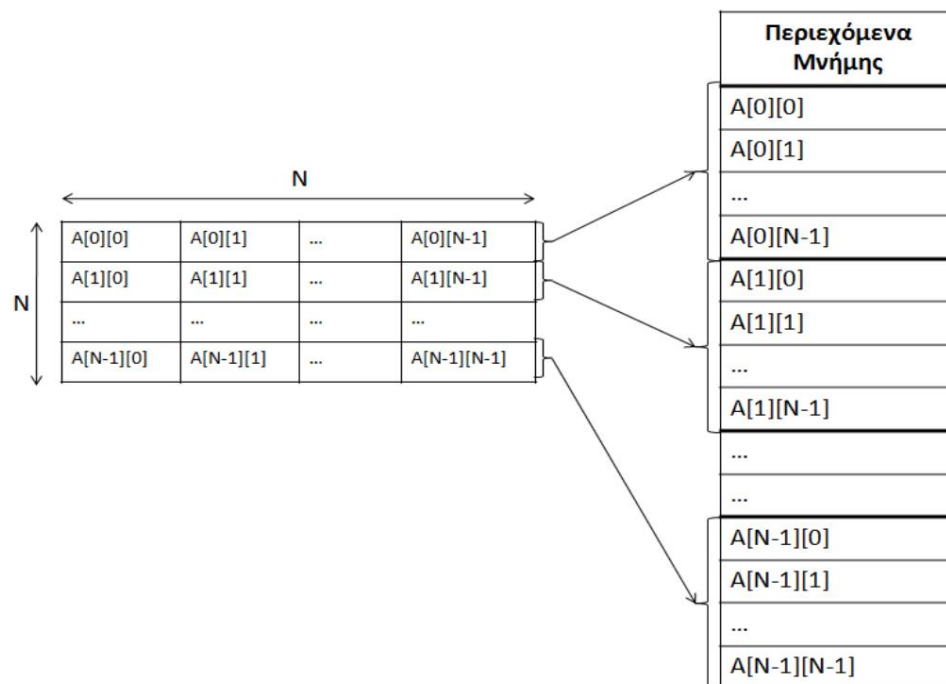 Περιεχόμενα
Μνήμης
A[0][0]
A[0][1]
...
A[0][N-1]
A[1][0]
A[1][1]
...
A[1][N-1]
...
...
A[N-1][0]
A[N-1][1]
...
A[N-1][N-1]
N
N
A[0][0] A[0][1] ... A[0][N-1]
A[1][0] A[1][1] ... A[1][N-1]
... ... ... ...
A[N-1][0] A[N-1][1] ... A[N-1][N-1]